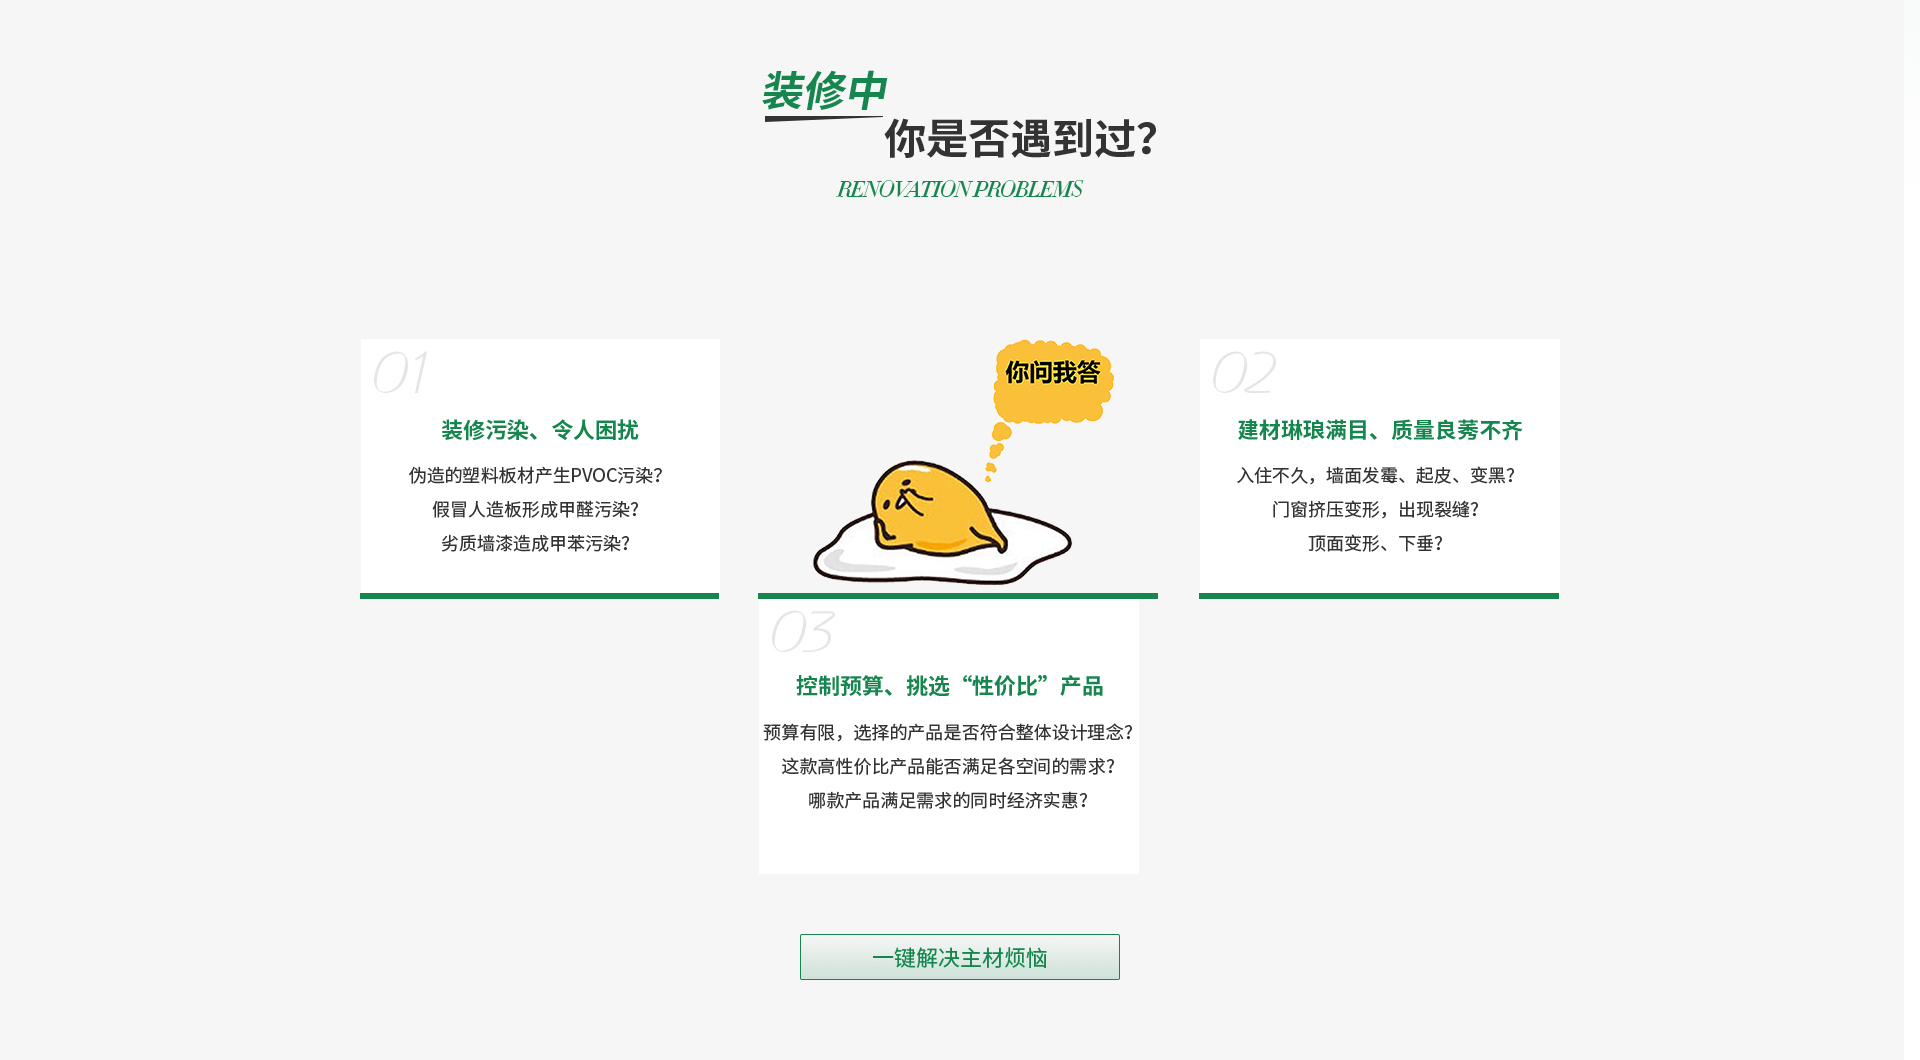 装修中
你是否遇到过?
RENOVATION PROBLEMS
01
装修污染、令人困扰
伪造的塑料板材产生PVOC污染?
假冒人造板形成甲醛污染?
劣质墙漆造成甲苯污染?
你问我答
02
建材琳琅满目、质量良莠不齐
入住不久，墙面发霉、起皮、变黑?
门窗挤压变形，出现裂缝?
顶面变形、下垂?
03
控制预算、挑选“性价比”产品
预算有限，选择的产品是否符合整体设计理念?
这款高性价比产品能否满足各空间的需求?
哪款产品满足需求的同时经济实惠?
一键解决主材烦恼